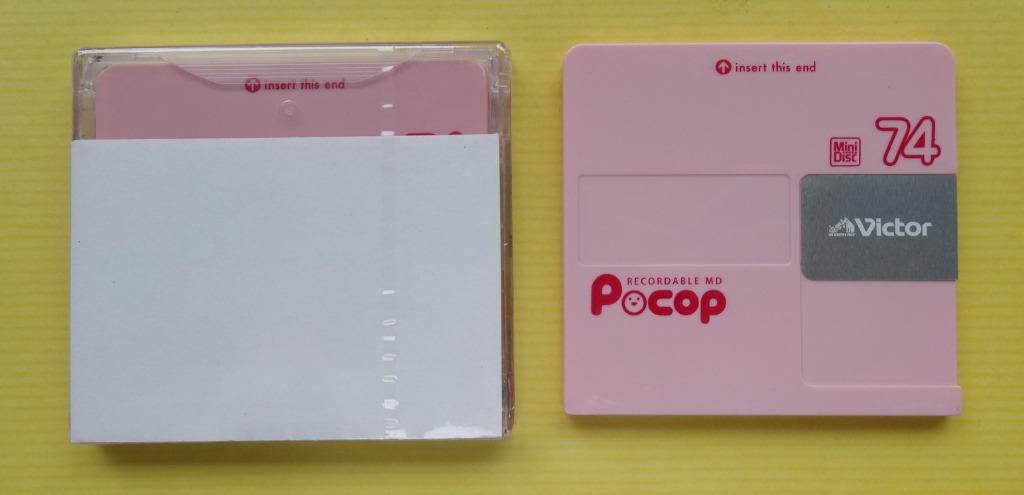 insert this end
insert this end
74
Mini
Disc
Victor
RECORDABLE MD
Pocop